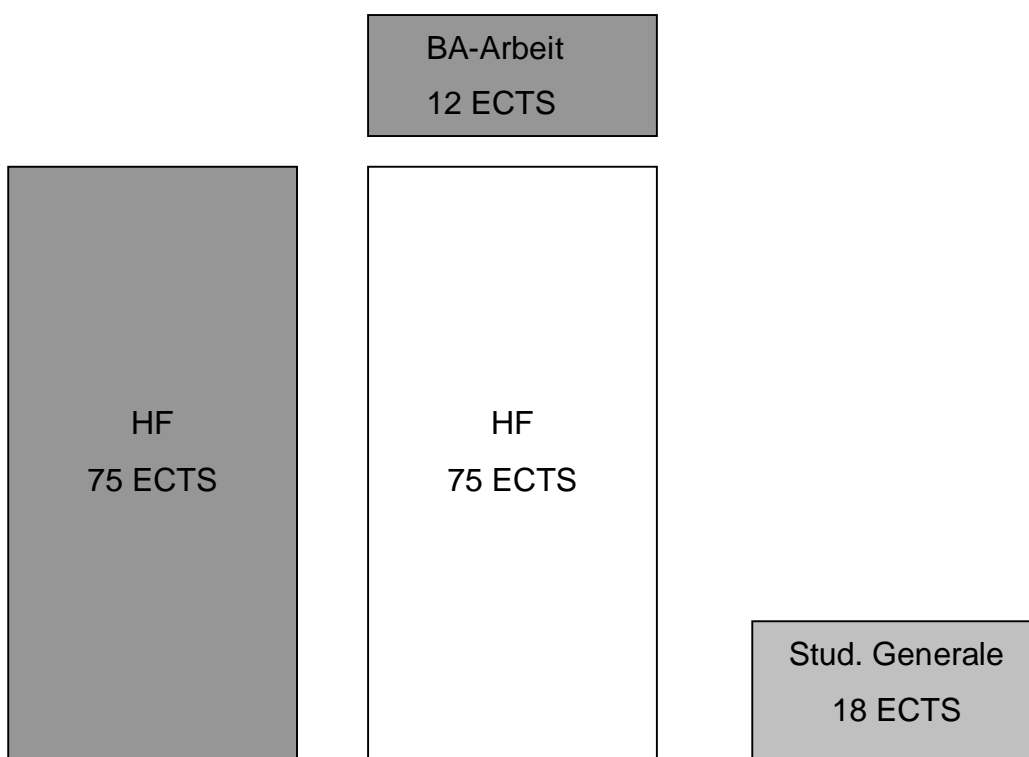 BA-Arbeit
12 ECTS
HF
75 ECTS
HF
75 ECTS
Stud. Generale
18 ECTS